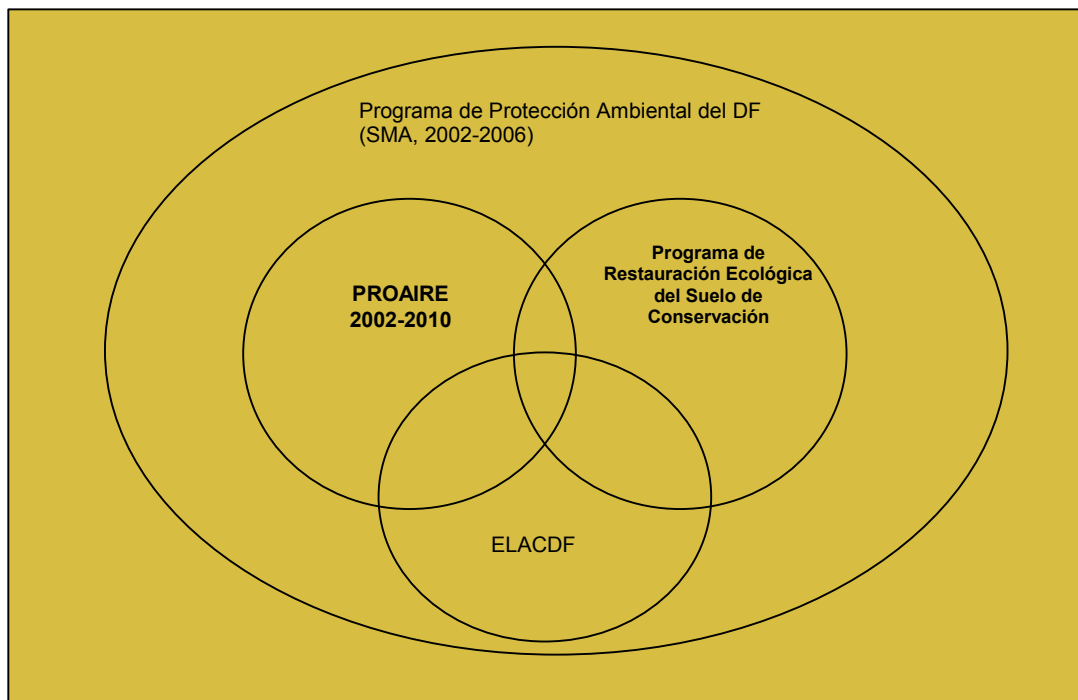 Programa de Protección Ambiental del DF
(SMA, 2002-2006)
PROAIRE
2002-2010
Programa de
Restauración Ecológica
del Suelo de
Conservación
ELACDF